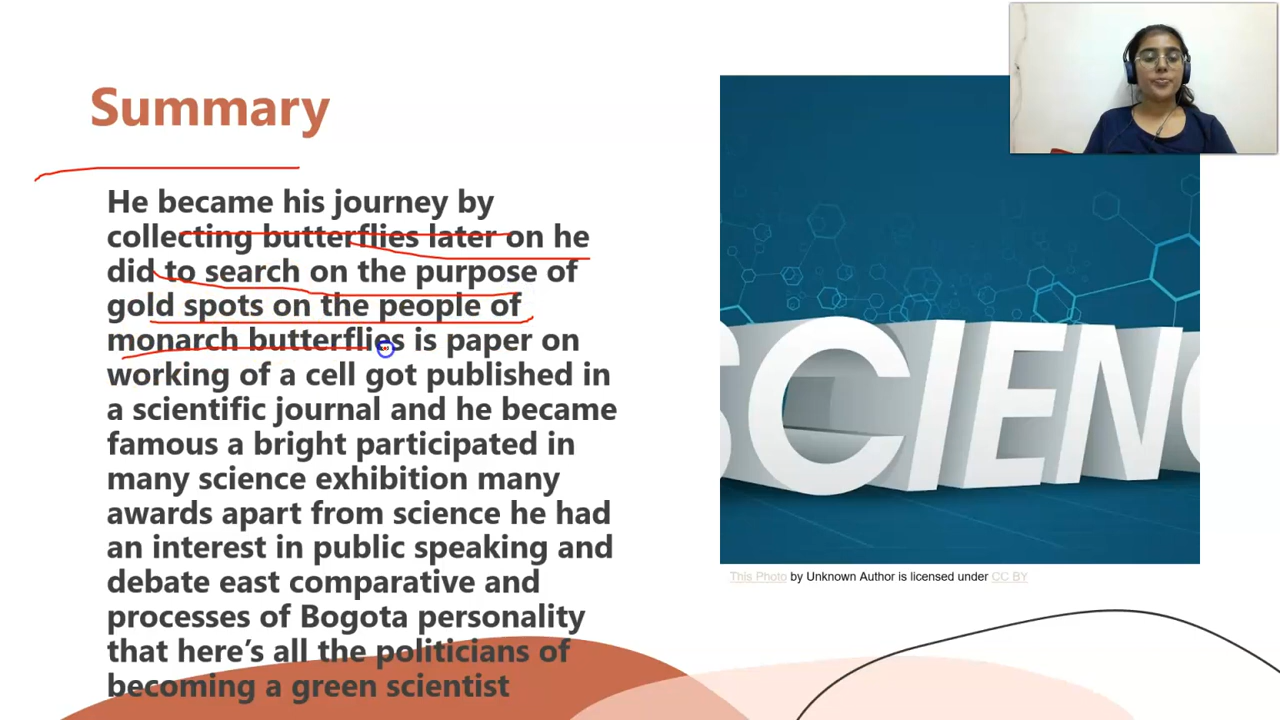 Summary
He became his journey by
collecting butterflies later on he
did to search on the purpose of
gold spots on the people of
monarch butterflies is paper on
working of a cell got published in
a scientific journal and he became
famous a bright participated in
many science exhibition many
awards apart from science he had
an interest in public speaking and
debate east comparative and
processes of Bogota personality
that here's all the politicians of
becoming a green scientist
SCIENC
This Photo by Unknown Author is licensed under CC BY